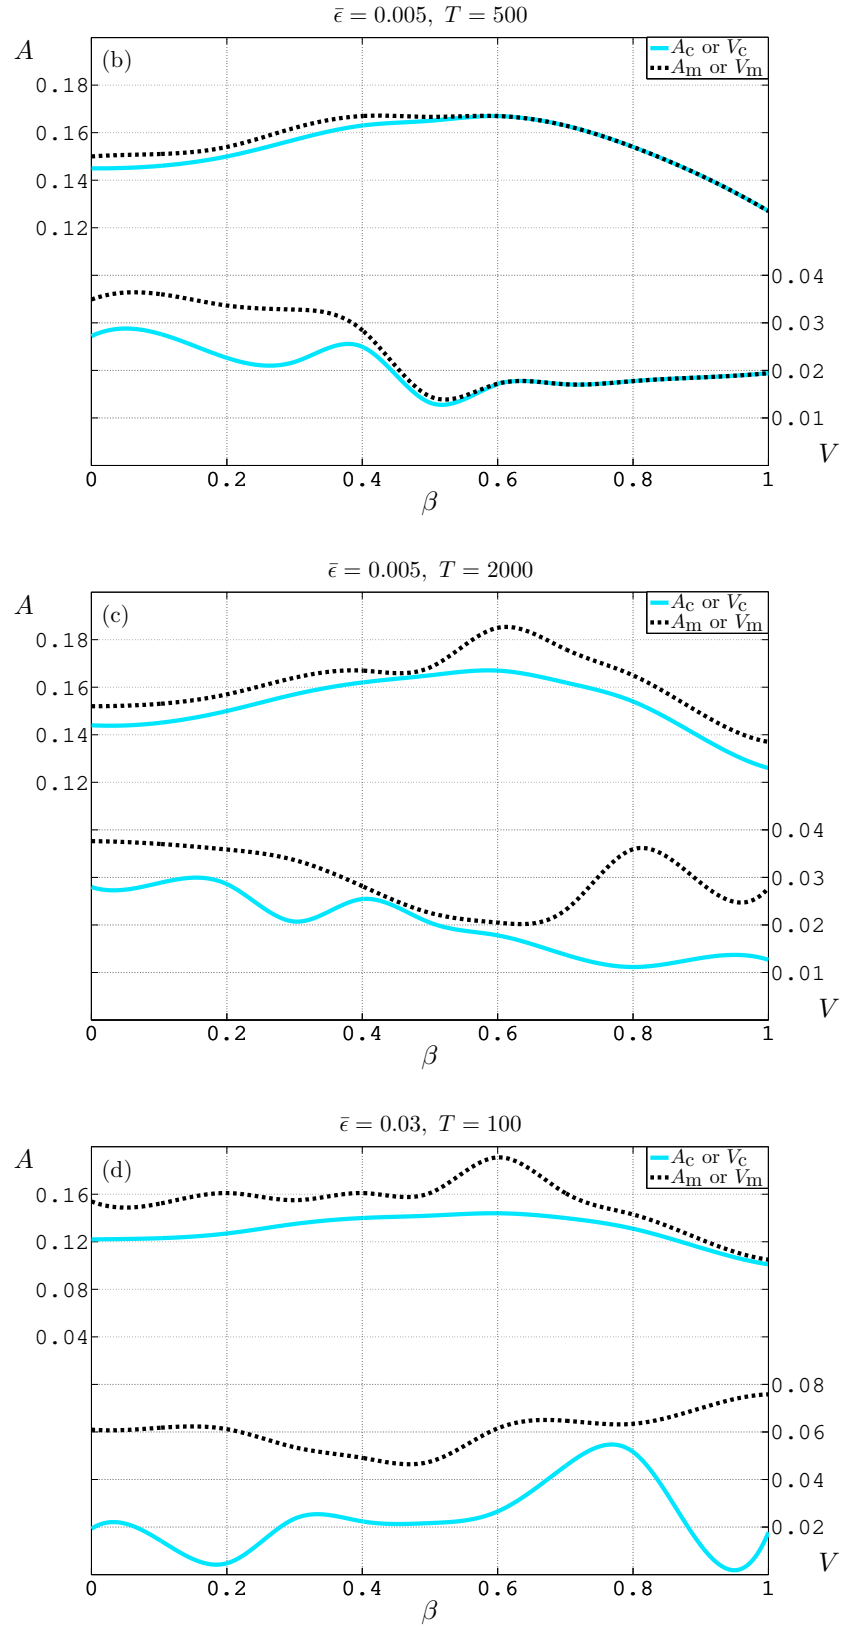 ε̄ = 0.005, T = 500
A
(b)
A_c or V_c
A_m or V_m
0.18
0.16
0.14
0.12
0.04
0.03
0.02
0.01
V
0 0.2 0.4 0.6 0.8 1
β
ε̄ = 0.005, T = 2000
A
(c)
A_c or V_c
A_m or V_m
0.18
0.16
0.14
0.12
0.04
0.03
0.02
0.01
V
0 0.2 0.4 0.6 0.8 1
β
ε̄ = 0.03, T = 100
A
(d)
A_c or V_c
A_m or V_m
0.16
0.12
0.08
0.04
0.08
0.06
0.04
0.02
V
0 0.2 0.4 0.6 0.8 1
β